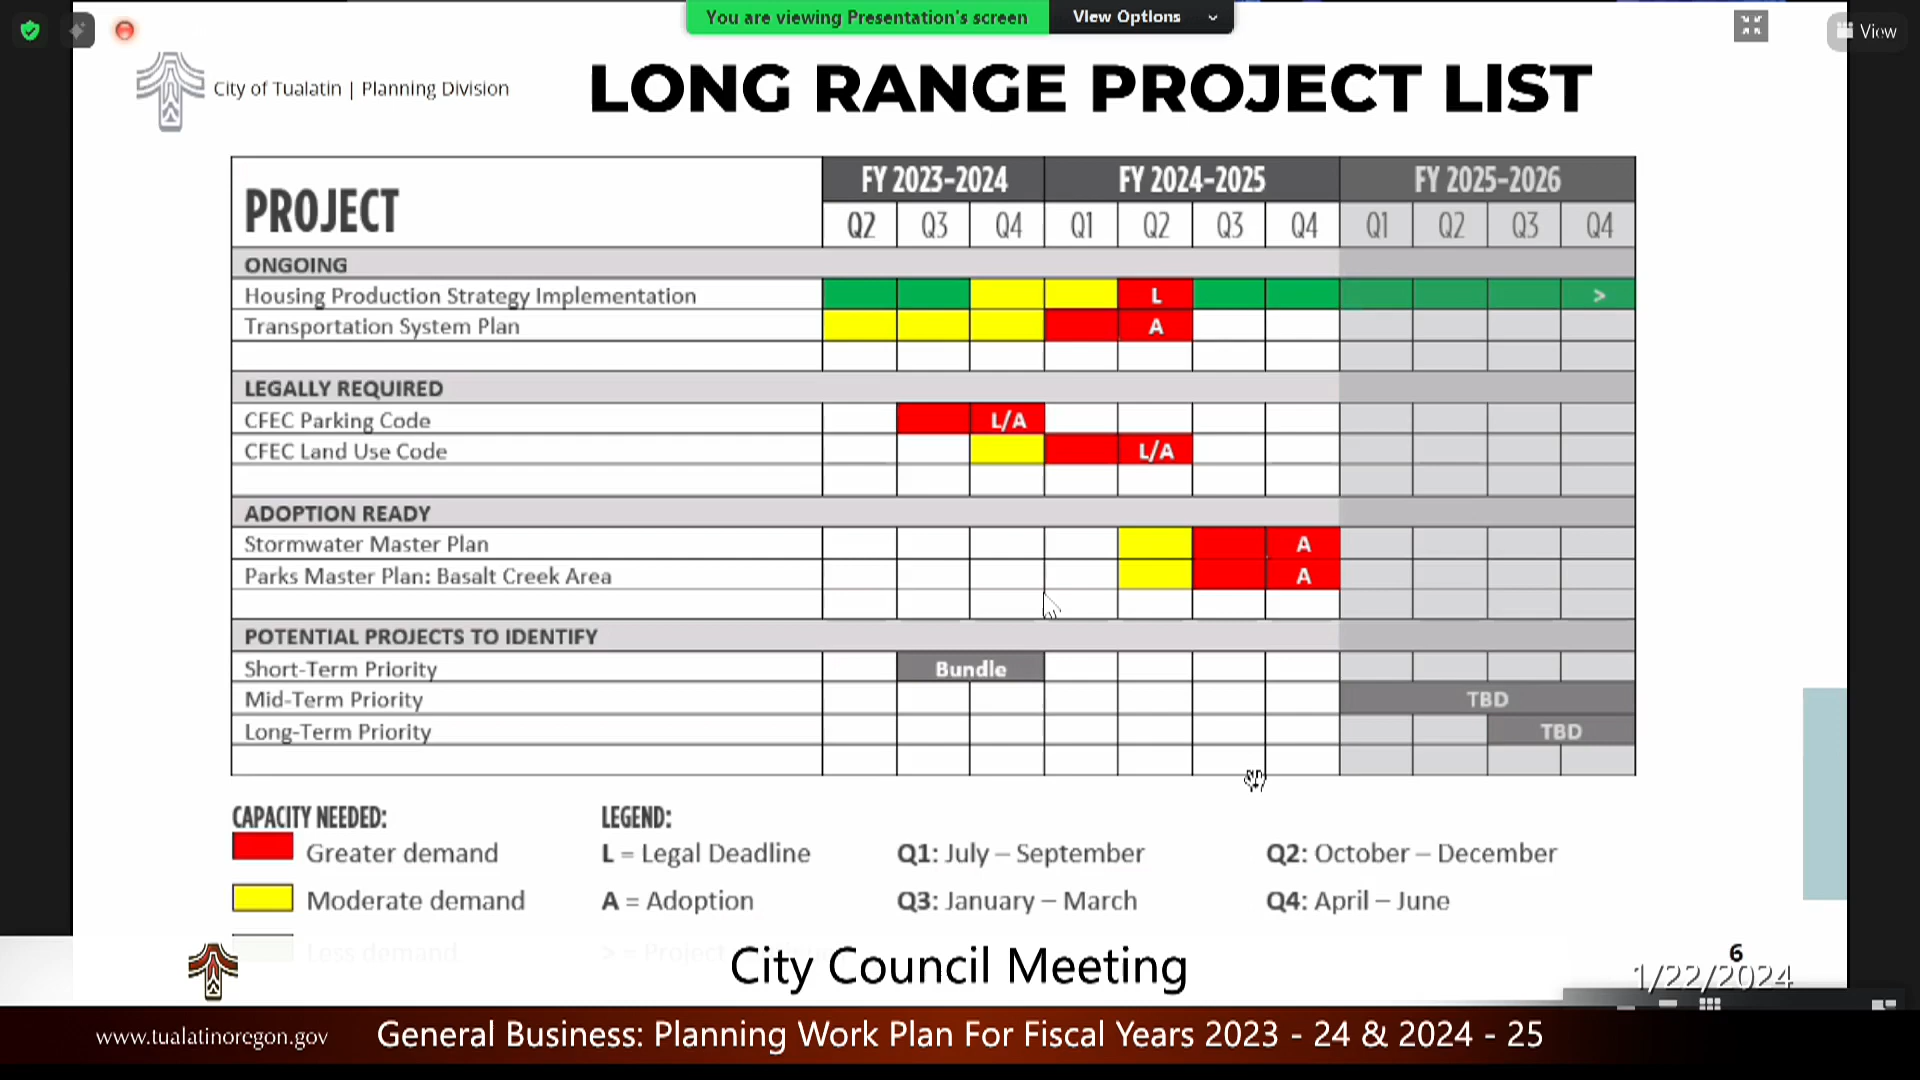 You are viewing Presentation's screen
View Options
View
City of Tualatin | Planning Division
LONG RANGE PROJECT LIST
PROJECT
FY 2023-2024
FY 2024-2025
FY 2025-2026
Q2 Q3 Q4 Q1 Q2 Q3 Q4 Q1 Q2 Q3 Q4
ONGOING
Housing Production Strategy Implementation L >
Transportation System Plan A
LEGALLY REQUIRED
CFEC Parking Code L/A
CFEC Land Use Code L/A
ADOPTION READY
Stormwater Master Plan A
Parks Master Plan: Basalt Creek Area A
POTENTIAL PROJECTS TO IDENTIFY
Short-Term Priority Bundle
Mid-Term Priority TBD
Long-Term Priority TBD
CAPACITY NEEDED:
Greater demand
Moderate demand
Less demand
LEGEND:
L = Legal Deadline
A = Adoption
> = Project
Q1: July – September
Q2: October – December
Q3: January – March
Q4: April – June
City Council Meeting
6
1/22/2024
www.tualatinoregon.gov
General Business: Planning Work Plan For Fiscal Years 2023 - 24 & 2024 - 25